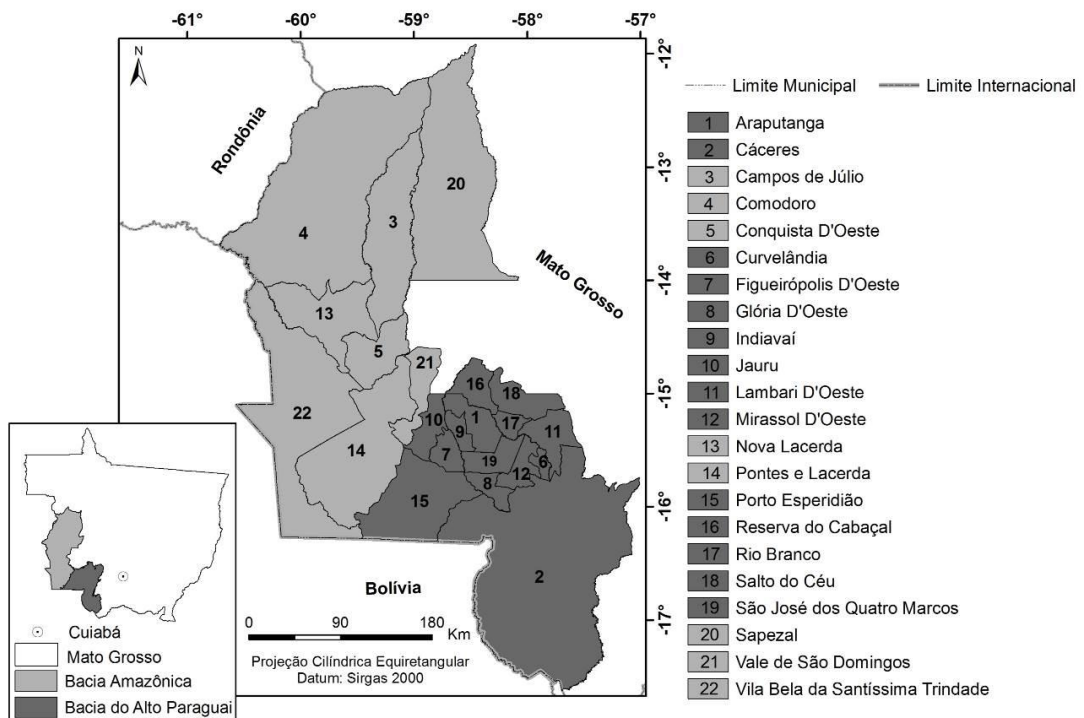 -61° -60° -59° -58° -57°
N
-12°
-13°
-14°
-15°
-16°
-17°
Rondônia
Mato Grosso
Bolívia
20
3
4
13
5
21
22
14
16
18
10
1
17
11
9
7
19
12
6
8
15
2
0 90 180
Km
Projeção Cilíndrica Equiretangular
Datum: Sirgas 2000
Cuiabá
Mato Grosso
Bacia Amazônica
Bacia do Alto Paraguai
Limite Municipal Limite Internacional
1 Araputanga
2 Cáceres
3 Campos de Júlio
4 Comodoro
5 Conquista D'Oeste
6 Curvelândia
7 Figueirópolis D'Oeste
8 Glória D'Oeste
9 Indiavaí
10 Jauru
11 Lambari D'Oeste
12 Mirassol D'Oeste
13 Nova Lacerda
14 Pontes e Lacerda
15 Porto Esperidião
16 Reserva do Cabaçal
17 Rio Branco
18 Salto do Céu
19 São José dos Quatro Marcos
20 Sapezal
21 Vale de São Domingos
22 Vila Bela da Santíssima Trindade